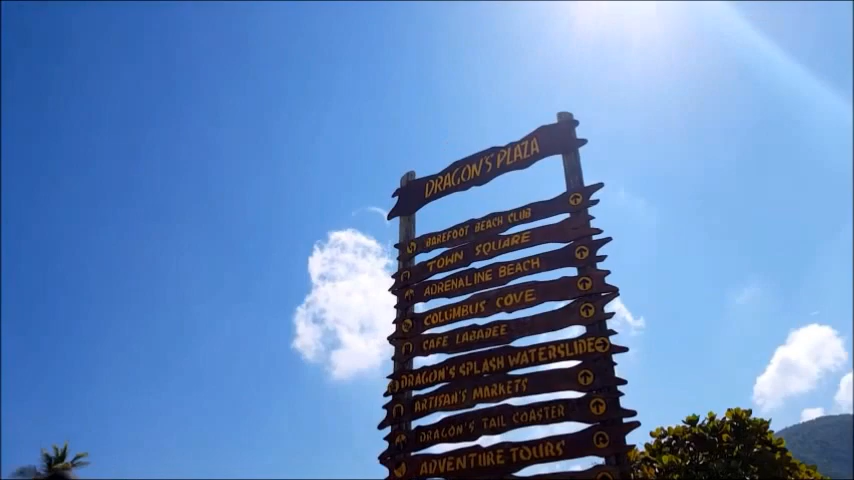 DRAGON'S PLAZA
BAREFOOT BEACH CLUB
TOWN SQUARE
ADRENALINE BEACH
COLUMBUS COVE
CAFE LABADEE
DRAGON'S SPLASH WATERSLIDE
ARTISAN'S MARKETS
DRAGON'S TAIL COASTER
ADVENTURE TOURS